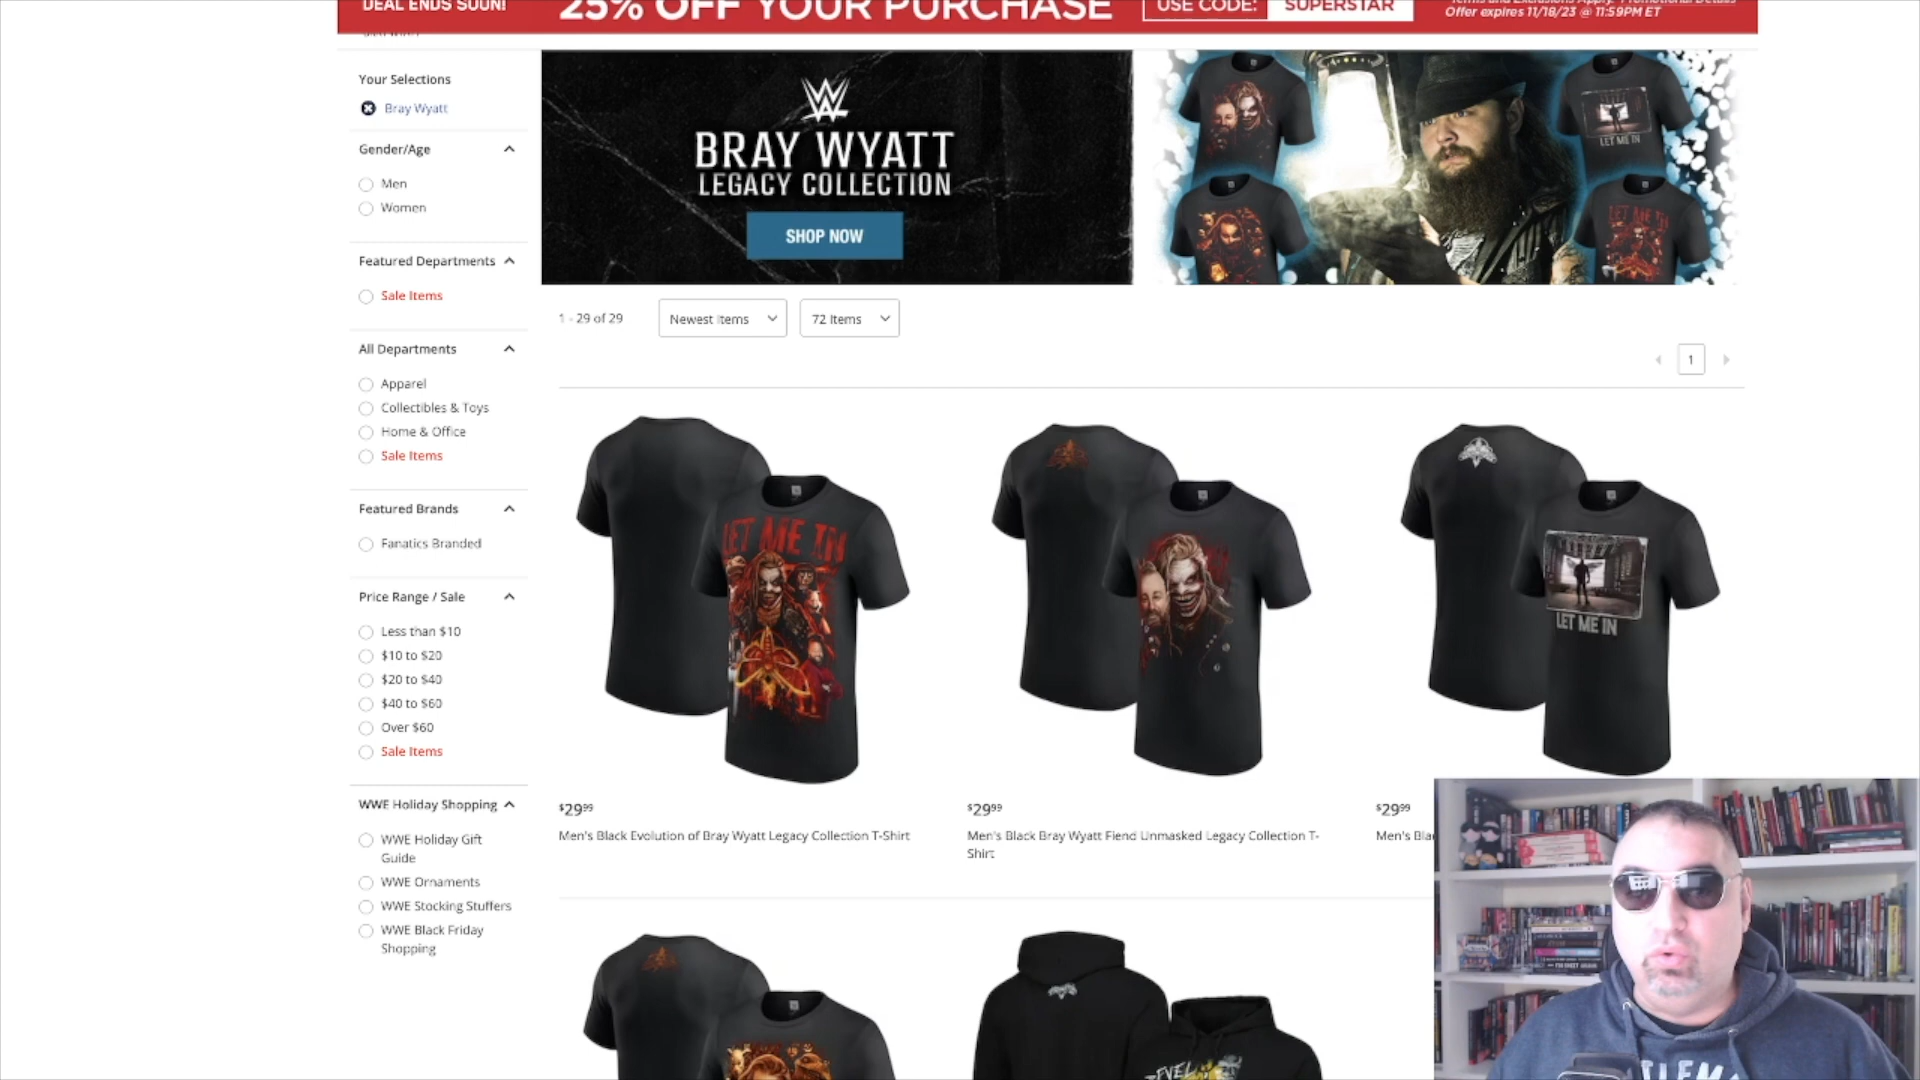 DEAL ENDS SOON!
25% OFF YOUR PURCHASE
USE CODE:
SUPERSTAR
Offer expires 11/18/23 @ 11:59PM ET
Your Selections
Bray Wyatt
Gender/Age
Men
Women
Featured Departments
Sale Items
All Departments
Apparel
Collectibles & Toys
Home & Office
Sale Items
Featured Brands
Fanatics Branded
Price Range / Sale
Less than $10
$10 to $20
$20 to $40
$40 to $60
Over $60
Sale Items
WWE Holiday Shopping
WWE Holiday Gift
Guide
WWE Ornaments
WWE Stocking Stuffers
WWE Black Friday
Shopping
BRAY WYATT
LEGACY COLLECTION
SHOP NOW
LET ME IN
LET ME IN
1 - 29 of 29
Newest Items
72 Items
1
LET ME IN
LET ME IN
$29.99
Men's Black Evolution of Bray Wyatt Legacy Collection T-Shirt
$29.99
Men's Black Bray Wyatt Fiend Unmasked Legacy Collection T-
Shirt
$29.99
Men's Bla